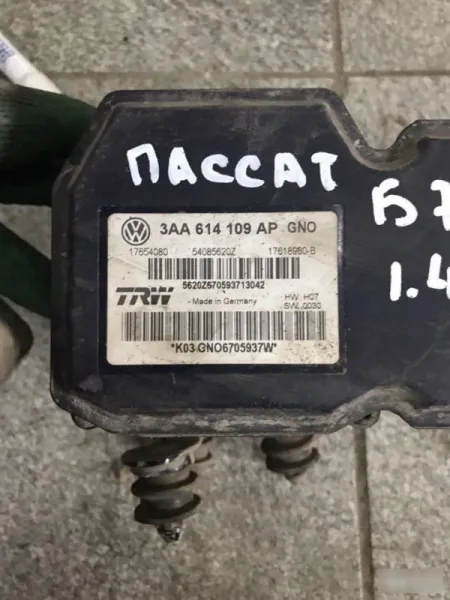 ПАССАТ
Б7
1.4
3AA 614 109 AP GNO
17654080 54085620Z 17618980-B
5620Z670593713042
TRW
- Made in Germany
HW H07
SW 0030
*K03 GNO6705937W*